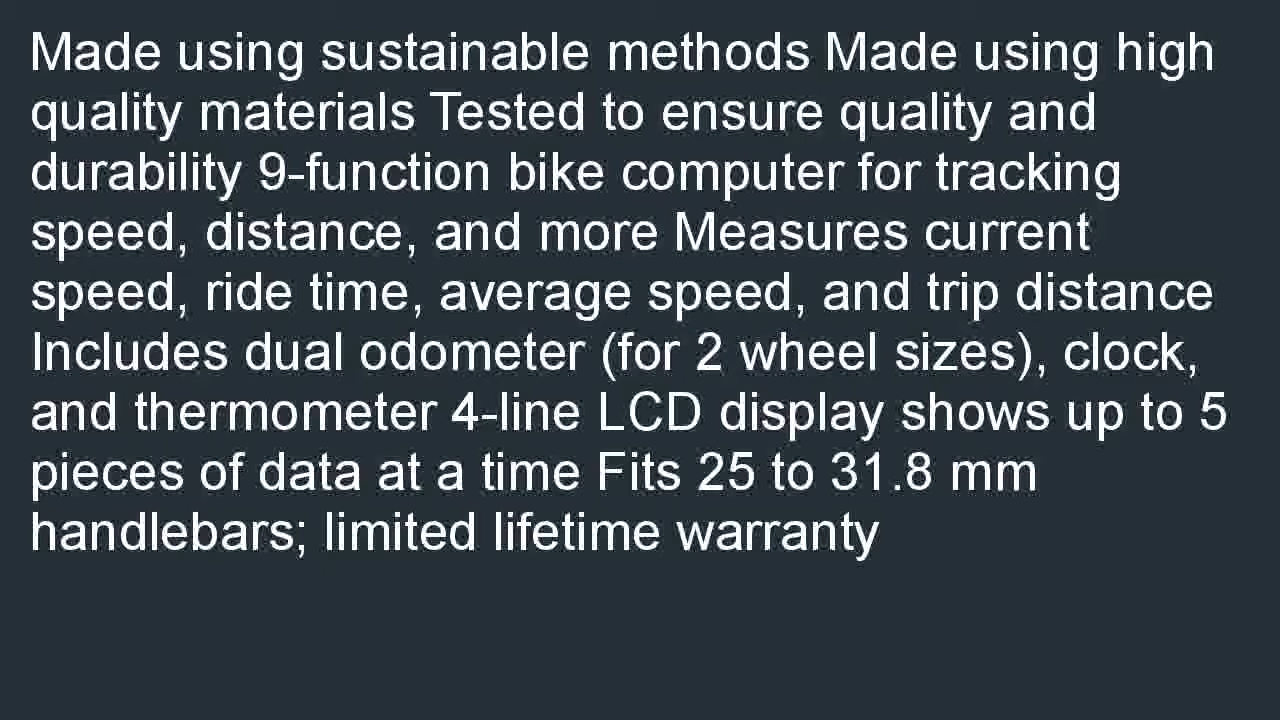 Made using sustainable methods Made using high
quality materials Tested to ensure quality and
durability 9-function bike computer for tracking
speed, distance, and more Measures current
speed, ride time, average speed, and trip distance
Includes dual odometer (for 2 wheel sizes), clock,
and thermometer 4-line LCD display shows up to 5
pieces of data at a time Fits 25 to 31.8 mm
handlebars; limited lifetime warranty